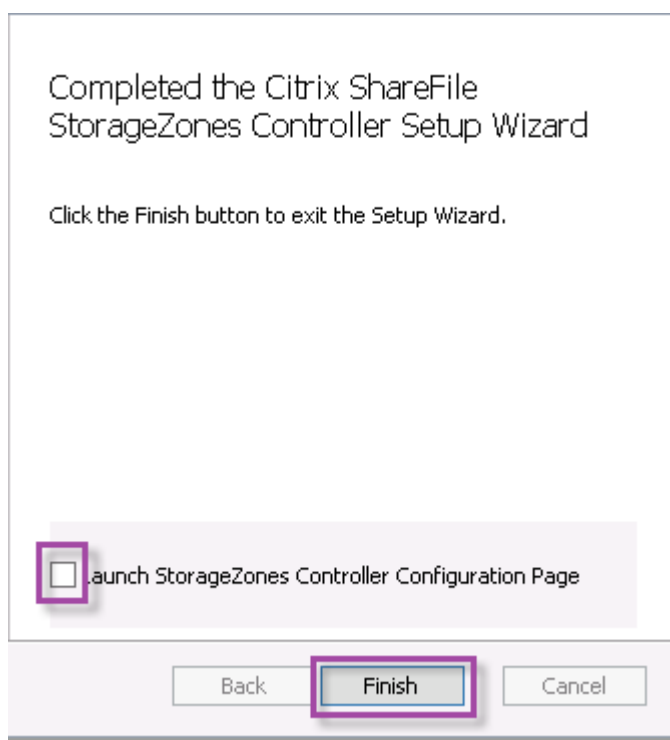 Completed the Citrix ShareFile
StorageZones Controller Setup Wizard
Click the Finish button to exit the Setup Wizard.
Launch StorageZones Controller Configuration Page
Back
Finish
Cancel